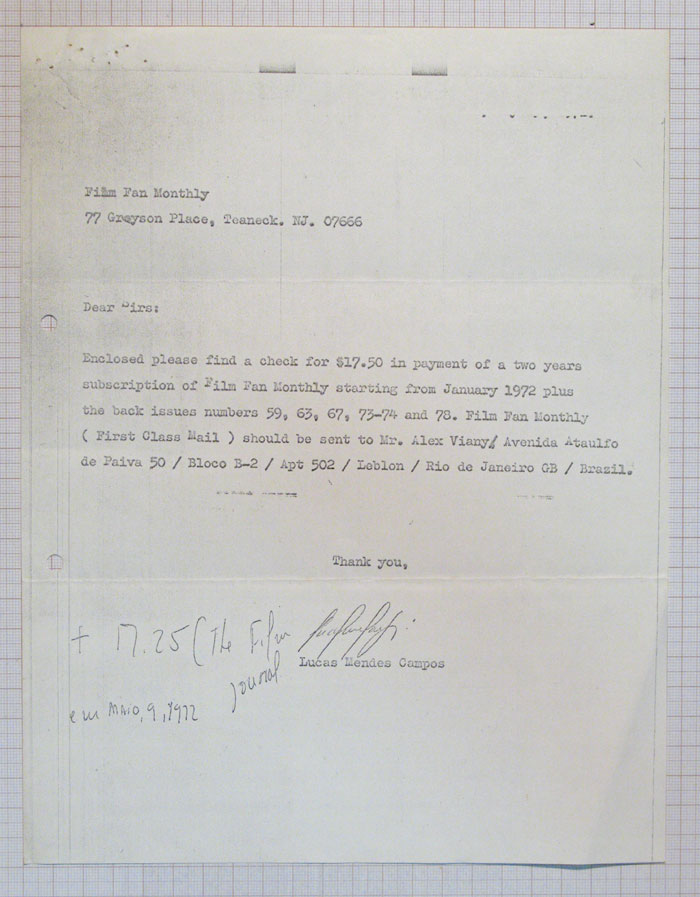 Film Fan Monthly
77 Grayson Place, Teaneck. NJ. 07666
Dear Sirs:
Enclosed please find a check for $17.50 in payment of a two years
subscription of Film Fan Monthly starting from January 1972 plus
the back issues numbers 59, 63, 67, 73-74 and 78. Film Fan Monthly
( First Class Mail ) should be sent to Mr. Alex Viany/ Avenida Ataulfo
de Paiva 50 / Bloco B-2 / Apt 502 / Leblon / Rio de Janeiro GB / Brazil.
Thank you,
+ 17.25 (The Film
Journal
Lucas Mendes Campos
em MAIO, 9, 1972